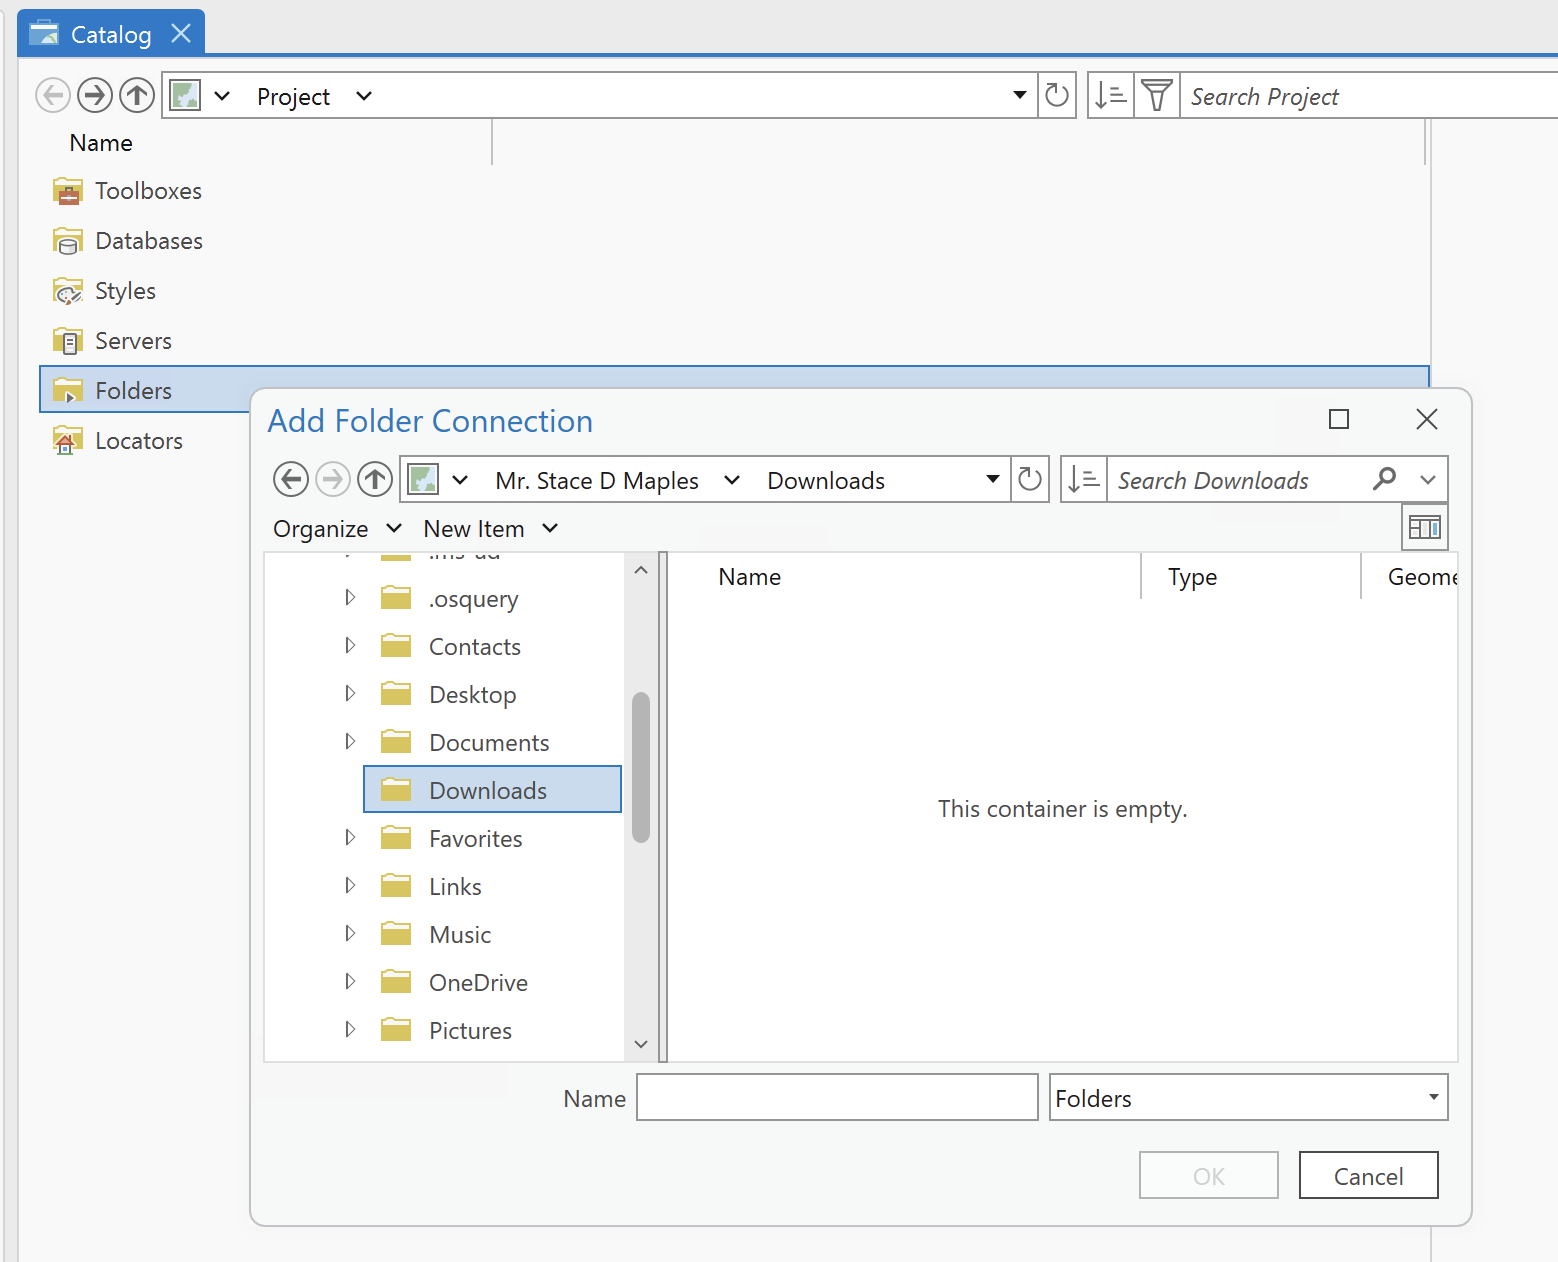 Catalog
Project
Search Project
Name
Toolboxes
Databases
Styles
Servers
Folders
Locators
Add Folder Connection
Mr. Stace D Maples Downloads
Search Downloads
Organize New Item
Name Type Geome
.osquery
Contacts
Desktop
Documents
Downloads
This container is empty.
Favorites
Links
Music
OneDrive
Pictures
Name
Folders
OK Cancel